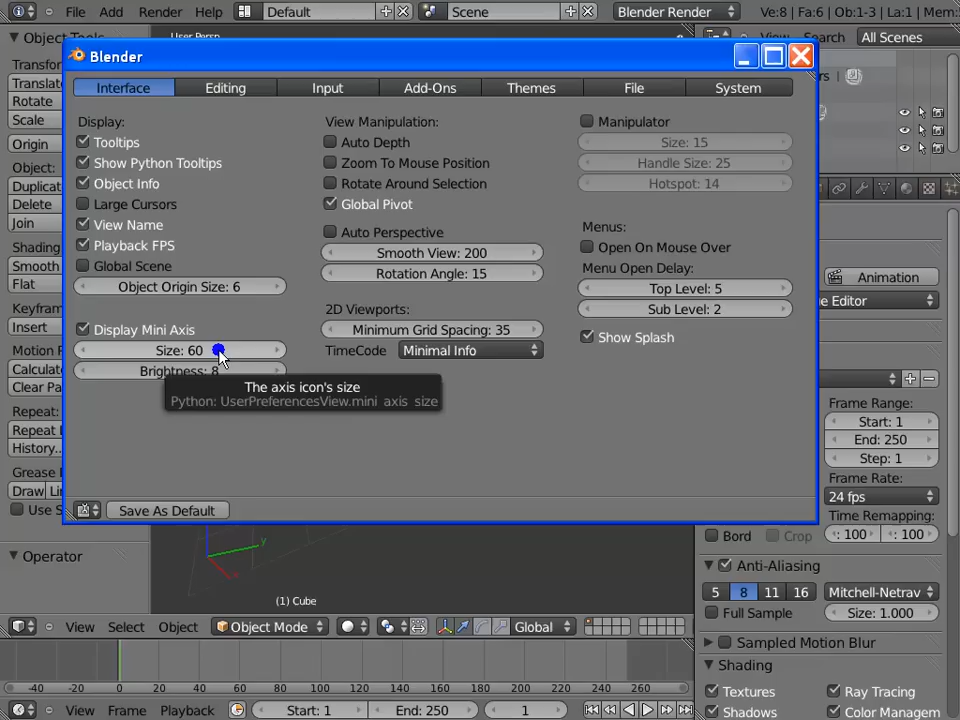 File Add Render Help Default Scene Blender Render Ve:8 | Fa:6 | Ob:1-3 | La:1 | Mem:
Object Tools
User Persp
Search All Scenes
Blender
Interface Editing Input Add-Ons Themes File System
Display:
Tooltips
Show Python Tooltips
Object Info
Large Cursors
View Name
Playback FPS
Global Scene
Object Origin Size: 6
Display Mini Axis
Size: 60
Brightness: 8
The axis icon's size
Python: UserPreferencesView.mini_axis_size
View Manipulation:
Auto Depth
Zoom To Mouse Position
Rotate Around Selection
Global Pivot
Auto Perspective
Smooth View: 200
Rotation Angle: 15
2D Viewports:
Minimum Grid Spacing: 35
TimeCode Minimal Info
Manipulator
Size: 15
Handle Size: 25
Hotspot: 14
Menus:
Open On Mouse Over
Menu Open Delay:
Top Level: 5
Sub Level: 2
Show Splash
Save As Default
Transfor
Translat
Rotate
Scale
Origin
Object:
Duplicat
Delete
Join
Shading
Smooth
Flat
Keyfram
Insert
Motion P
Calculat
Clear Pa
Repeat:
Repeat L
History..
Grease
Draw Li
Use S
Operator
Animation
e Editor
Frame Range:
Start: 1
End: 250
Step: 1
Frame Rate:
24 fps
Time Remapping:
: 100 : 100
Bord Crop
Anti-Aliasing
5 8 11 16 Mitchell-Netrav
Full Sample Size: 1.000
Sampled Motion Blur
Shading
Textures Ray Tracing
Shadows Color Managem
y
x
(1) Cube
View Select Object Object Mode Global
-40 -20 0 20 40 60 80 100 120 140 160 180 200 220 240 260
View Frame Playback Start: 1 End: 250 1